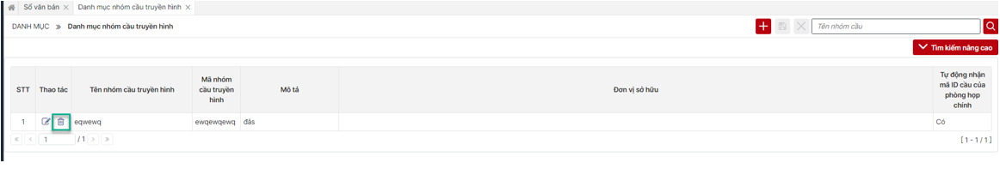 Sổ văn bản × Danh mục nhóm cầu truyền hình ×
DANH MỤC » Danh mục nhóm cầu truyền hình
Tên nhóm cầu
Tìm kiếm nâng cao
STT Thao tác Tên nhóm cầu truyền hình Mã nhóm cầu truyền hình Mô tả Đơn vị sở hữu Tự động nhận mã ID cầu của phòng họp chính
1 eqwewq ewqewqewq đâs Có
« ‹ 1 / 1 › » [ 1 - 1 / 1 ]